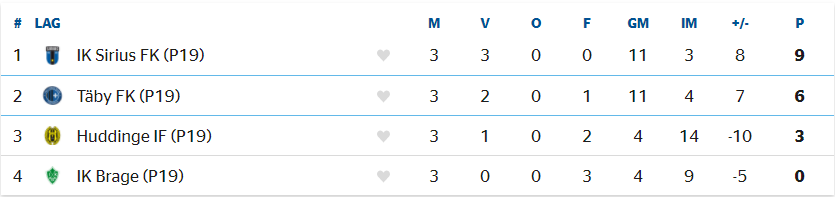 # LAG M V O F GM IM +/- P
1 IK Sirius FK (P19) 3 3 0 0 11 3 8 9
2 Täby FK (P19) 3 2 0 1 11 4 7 6
3 Huddinge IF (P19) 3 1 0 2 4 14 -10 3
4 IK Brage (P19) 3 0 0 3 4 9 -5 0